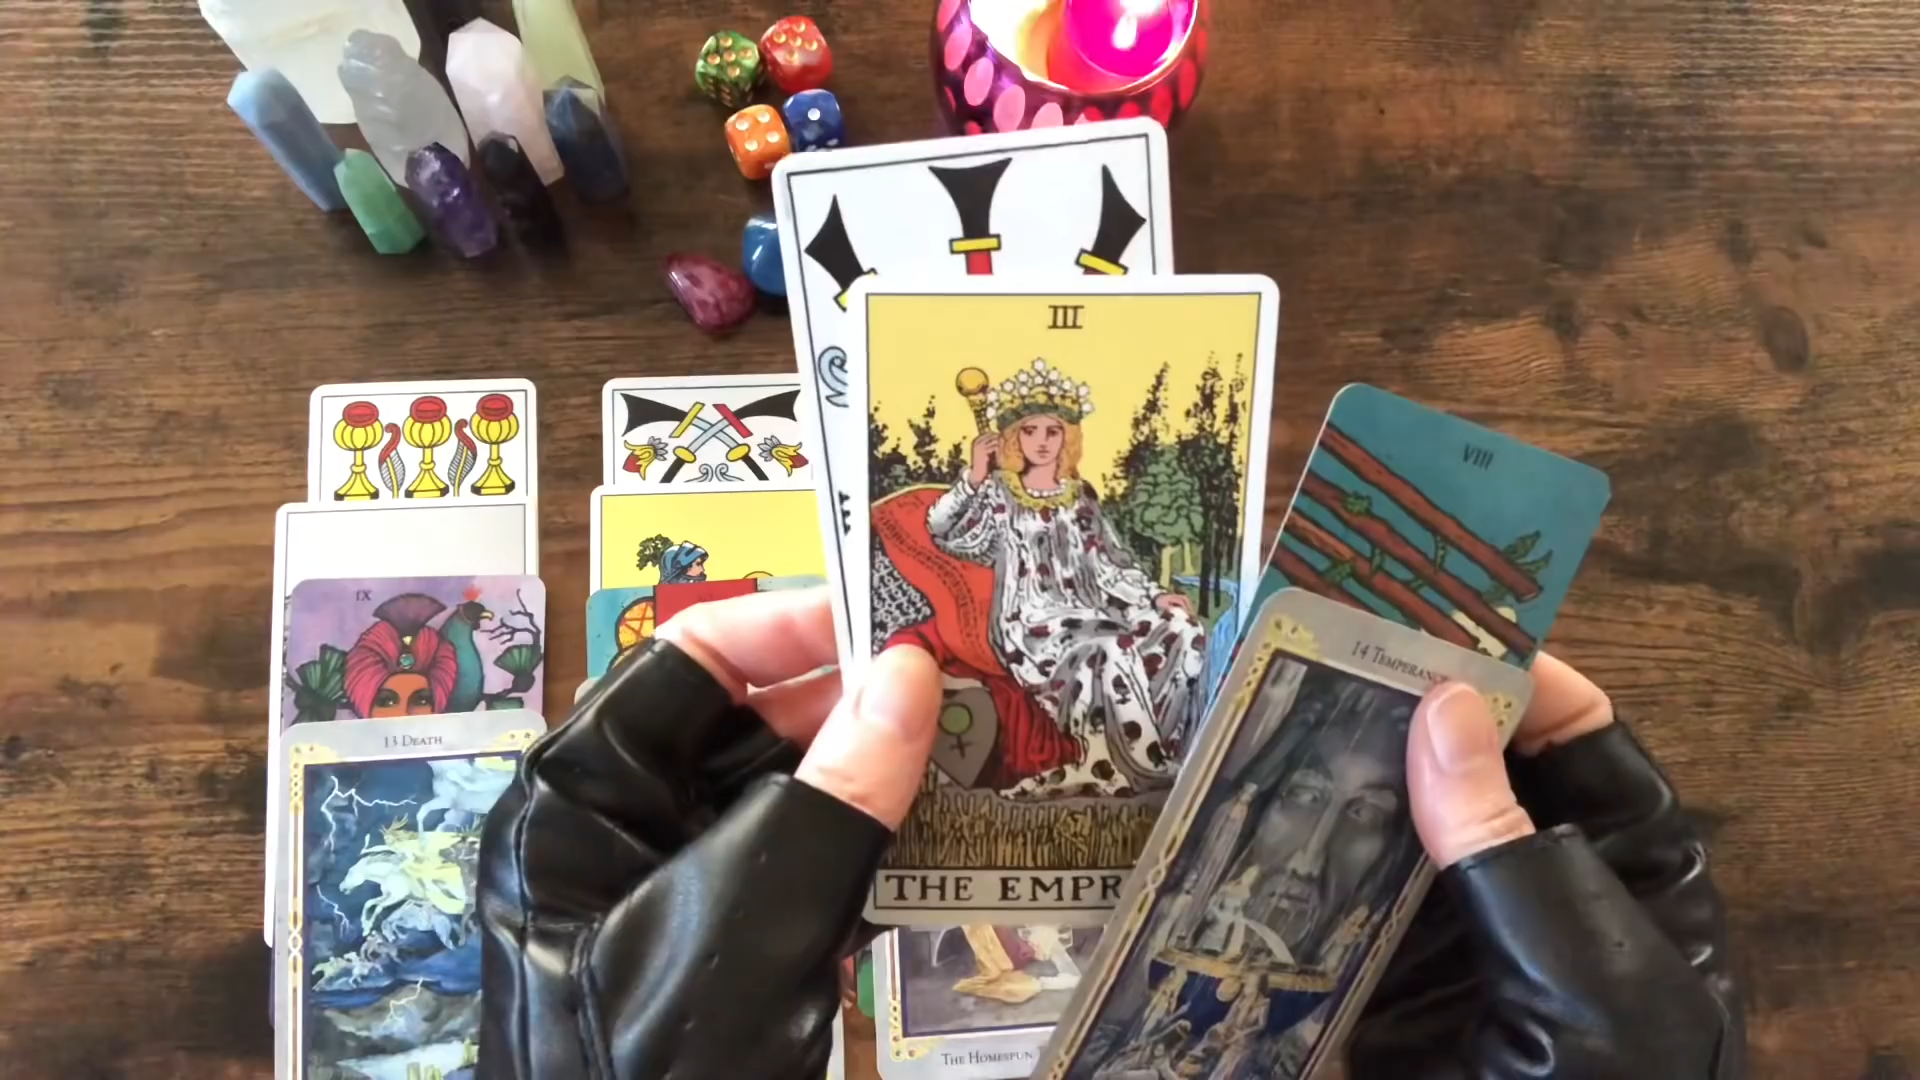 III
VIII
IX
14 TEMPERANCE
13 DEATH
THE EMPR
THE HOMESPUN